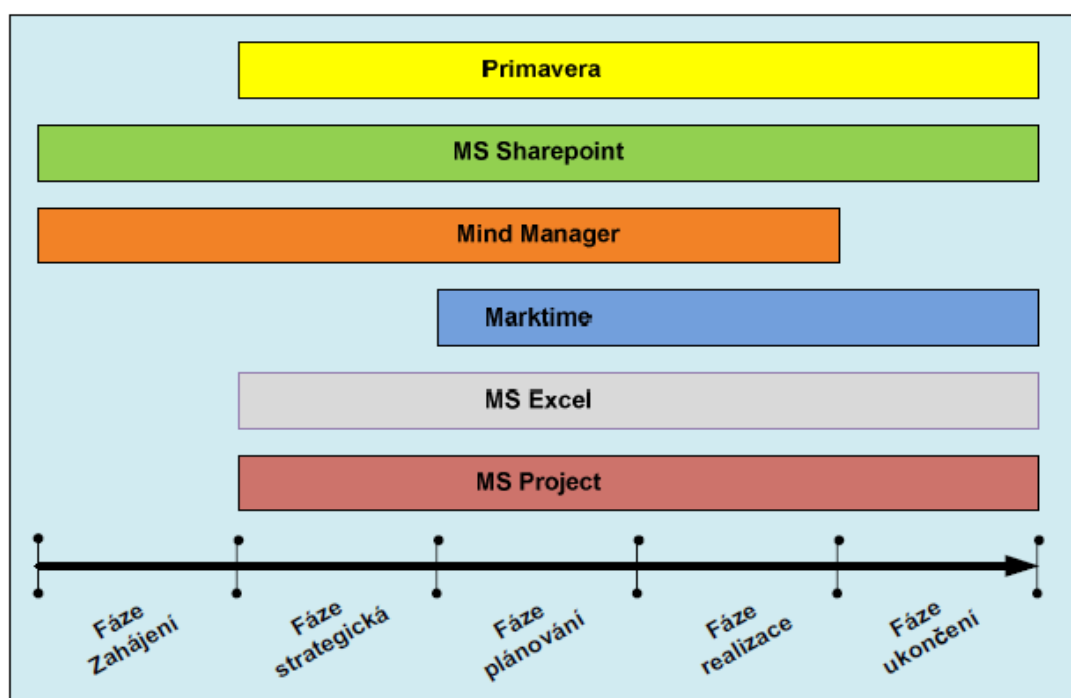 Primavera
MS Sharepoint
Mind Manager
Marktime
MS Excel
MS Project
Fáze
Zahájení
Fáze
strategická
Fáze
plánování
Fáze
realizace
Fáze
ukončení